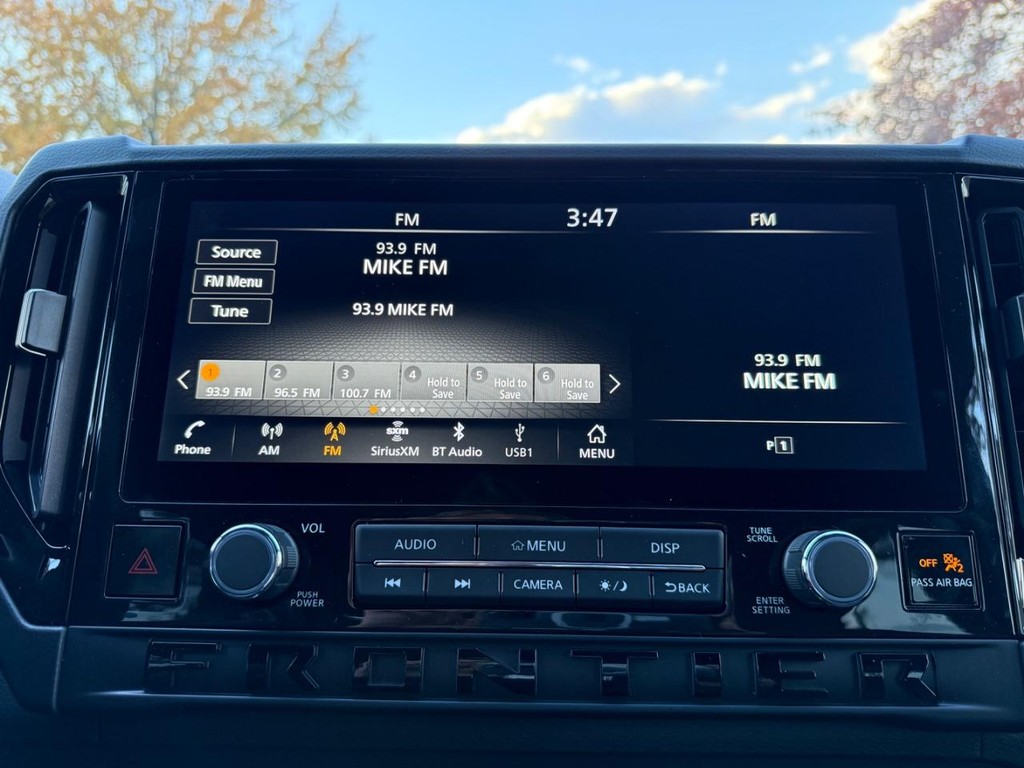 FM 3:47 FM
Source
FM Menu
Tune
93.9 FM
MIKE FM
93.9 MIKE FM
1 2 3 4 5 6
93.9 FM 96.5 FM 100.7 FM Hold to Save Hold to Save Hold to Save
Phone AM FM sxm SiriusXM BT Audio USB1 MENU
93.9 FM
MIKE FM
P 1
VOL
PUSH
POWER
AUDIO MENU DISP
CAMERA BACK
TUNE
SCROLL
ENTER
SETTING
OFF 2
PASS AIR BAG
FRONTIER